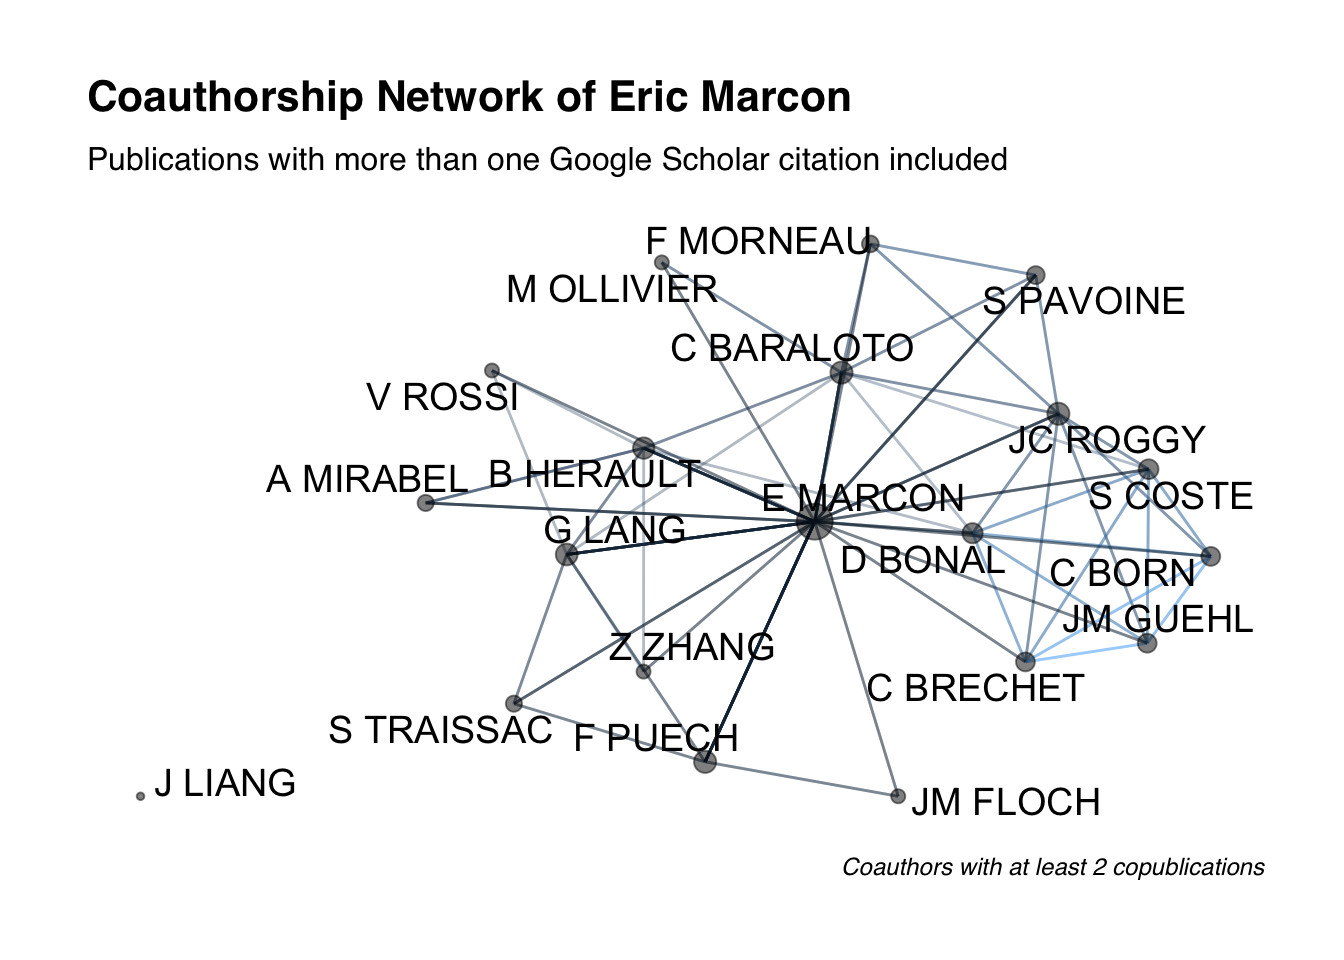 Coauthorship Network of Eric Marcon
Publications with more than one Google Scholar citation included
F MORNEAU
M OLLIVIER
S PAVOINE
C BARALOTO
V ROSSI
JC ROGGY
A MIRABEL
B HERAULT
E MARCON
S COSTE
G LANG
D BONAL
C BORN
JM GUEHL
Z ZHANG
C BRECHET
S TRAISSAC
F PUECH
J LIANG
JM FLOCH
Coauthors with at least 2 copublications